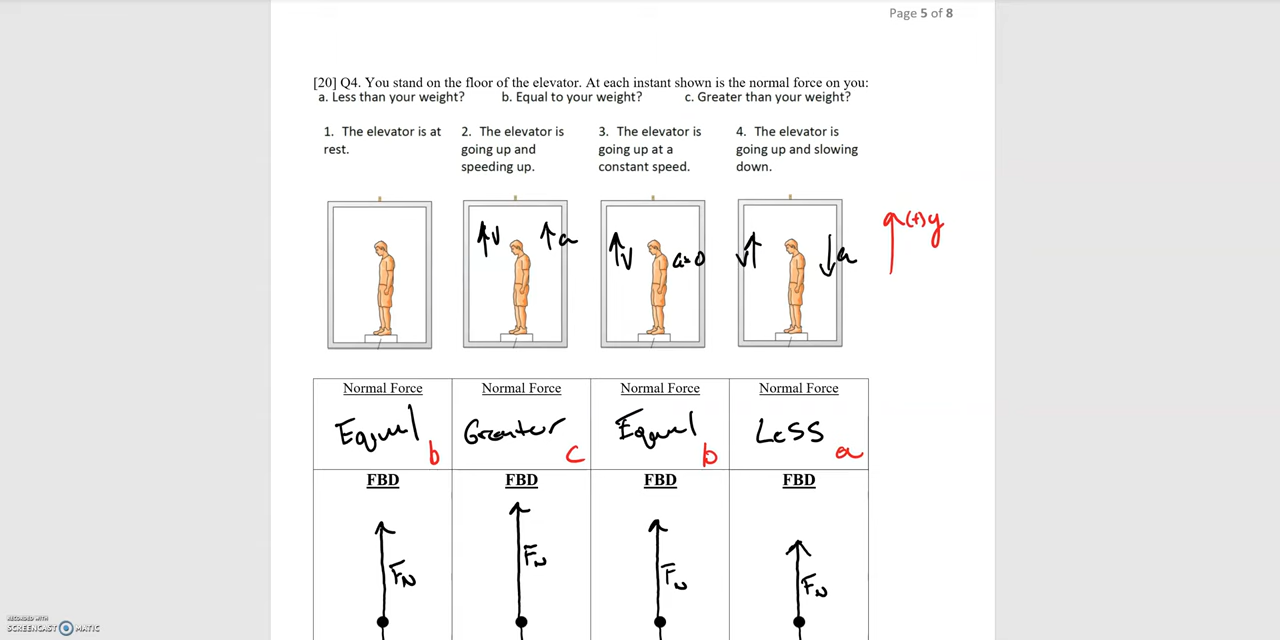 Page 5 of 8
[20] Q4. You stand on the floor of the elevator. At each instant shown is the normal force on you:
a. Less than your weight? b. Equal to your weight? c. Greater than your weight?
1. The elevator is at
rest.
2. The elevator is
going up and
speeding up.
3. The elevator is
going up at a
constant speed.
4. The elevator is
going up and slowing
down.
V a
V a=0
V a
(+)y
Normal Force Normal Force Normal Force Normal Force
Equal Greater Equal Less
b c b a
FBD FBD FBD FBD
FN FN FN FN
RECORDED WITH
SCREENCAST MATIC